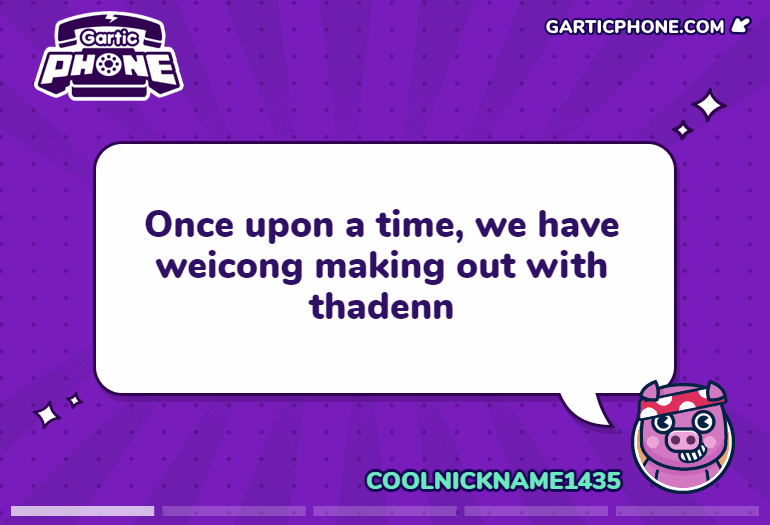 Gartic
PHONE
GARTICPHONE.COM
Once upon a time, we have
weicong making out with
thadenn
COOLNICKNAME1435